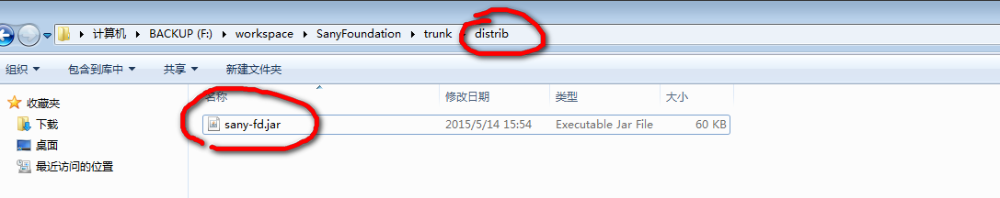 计算机 BACKUP (F:) workspace SanyFoundation trunk distrib
组织 包含到库中 共享 新建文件夹
收藏夹 名称 修改日期 类型 大小
下载 sany-fd.jar 2015/5/14 15:54 Executable Jar File 60 KB
桌面
最近访问的位置